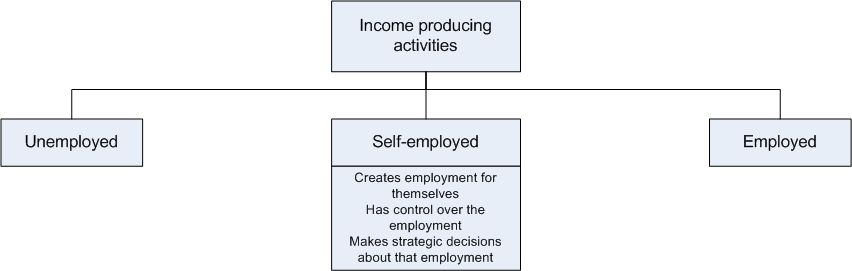 Income producing
activities
Unemployed
Self-employed
Employed
Creates employment for
themselves
Has control over the
employment
Makes strategic decisions
about that employment